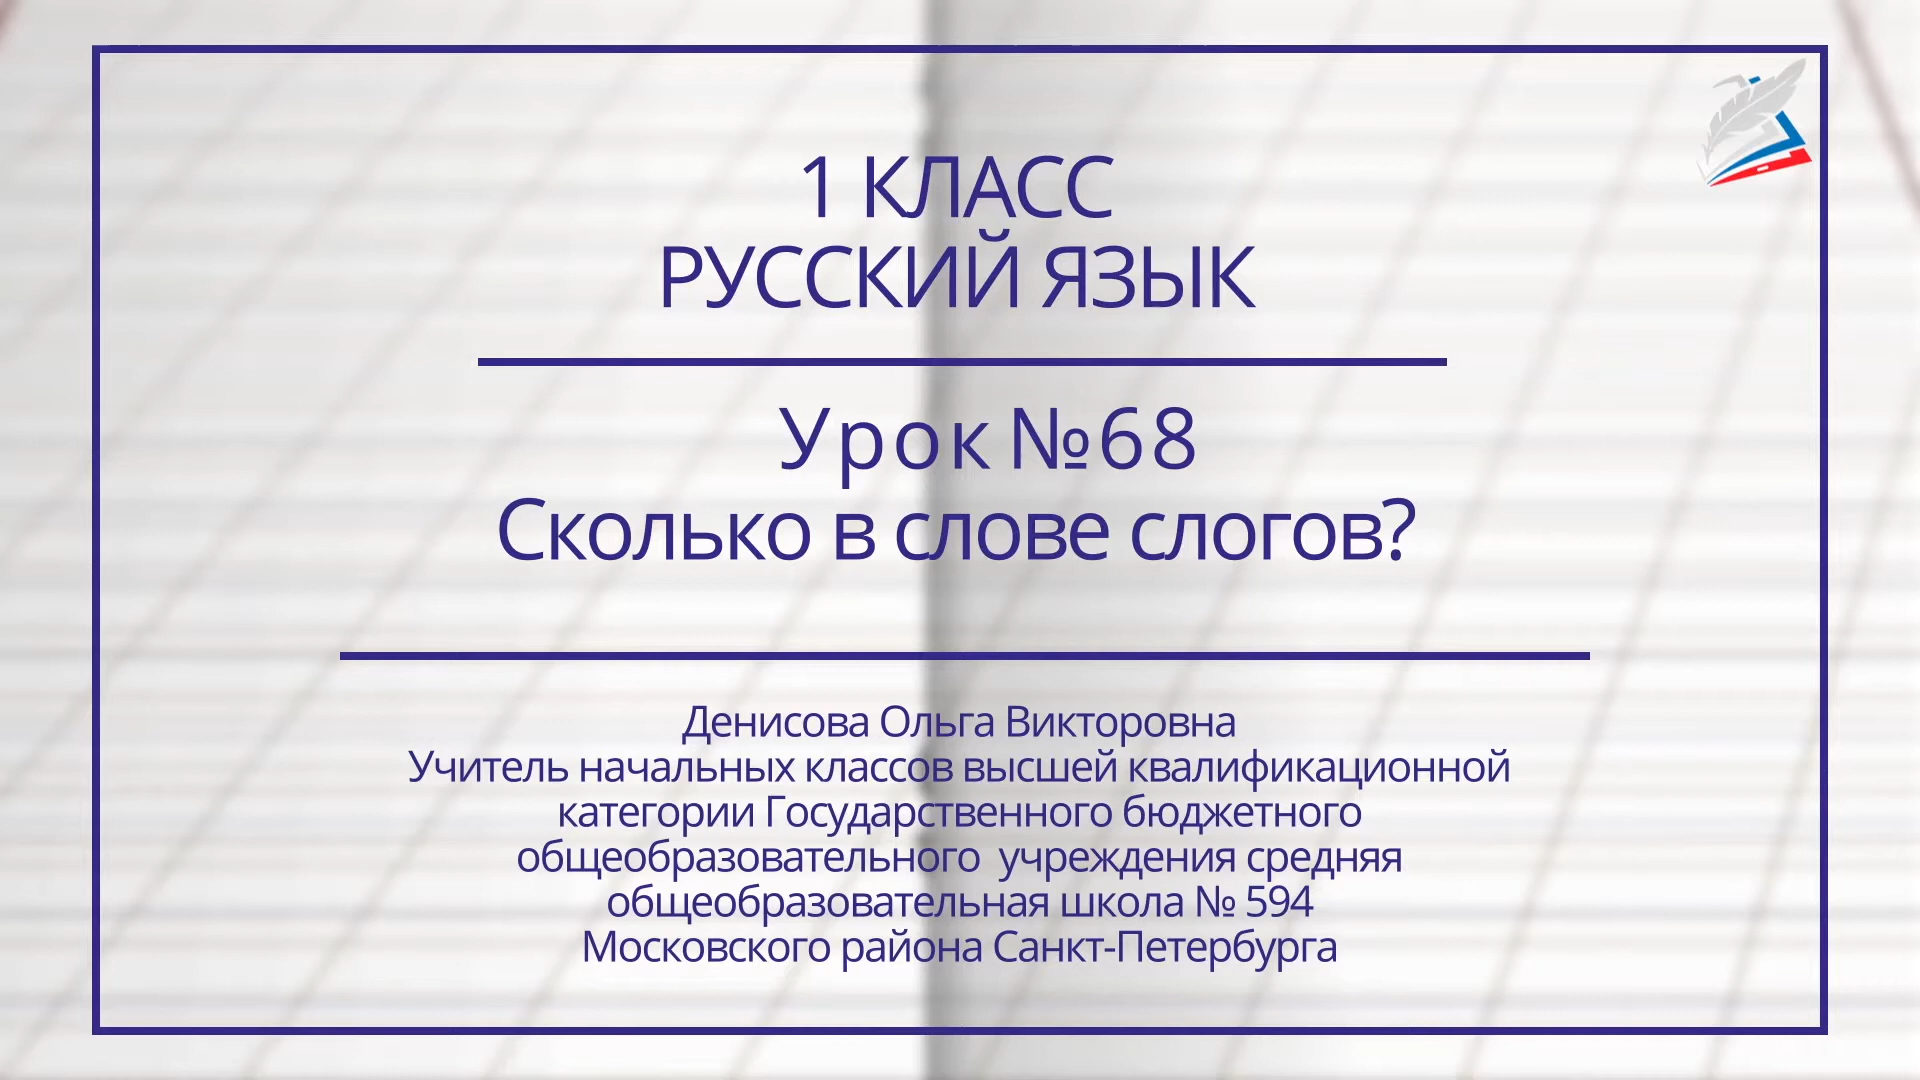 1 КЛАСС
РУССКИЙ ЯЗЫК
Урок №68
Сколько в слове слогов?
Денисова Ольга Викторовна
Учитель начальных классов высшей квалификационной
категории Государственного бюджетного
общеобразовательного учреждения средняя
общеобразовательная школа № 594
Московского района Санкт-Петербурга